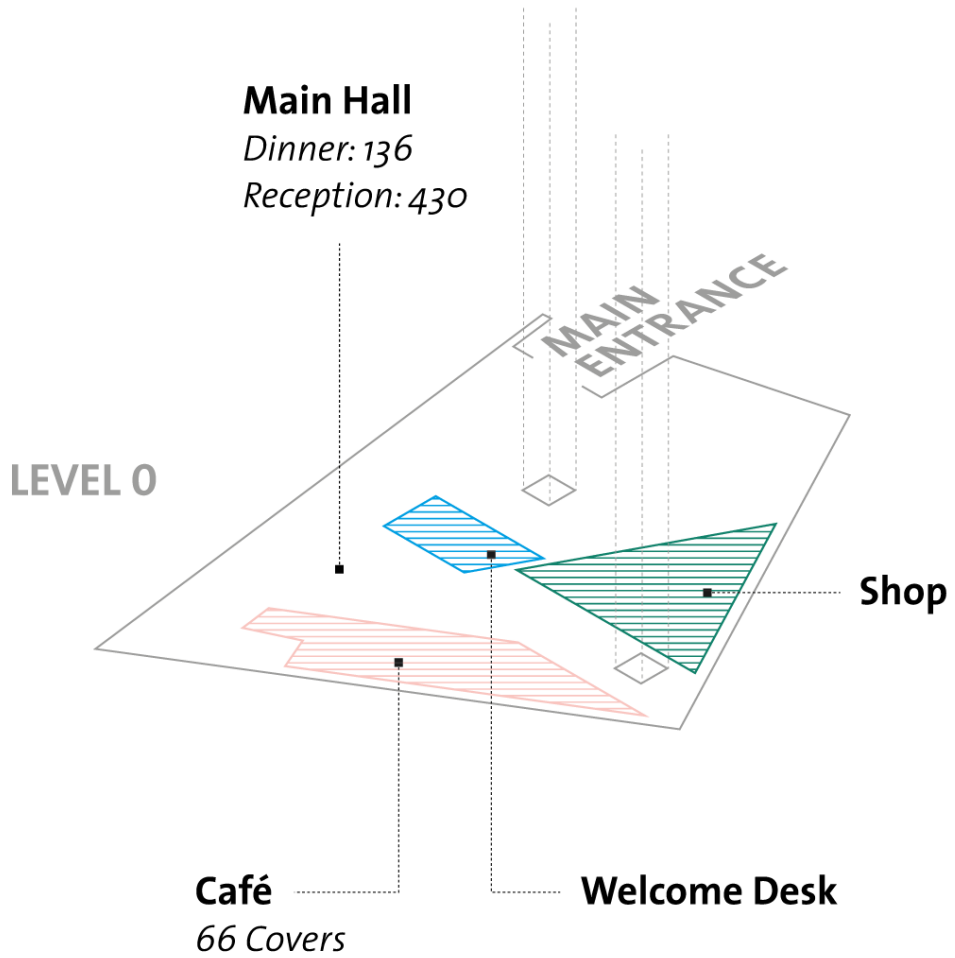 Main Hall
Dinner: 136
Reception: 430
MAIN
ENTRANCE
LEVEL 0
Shop
Café
66 Covers
Welcome Desk